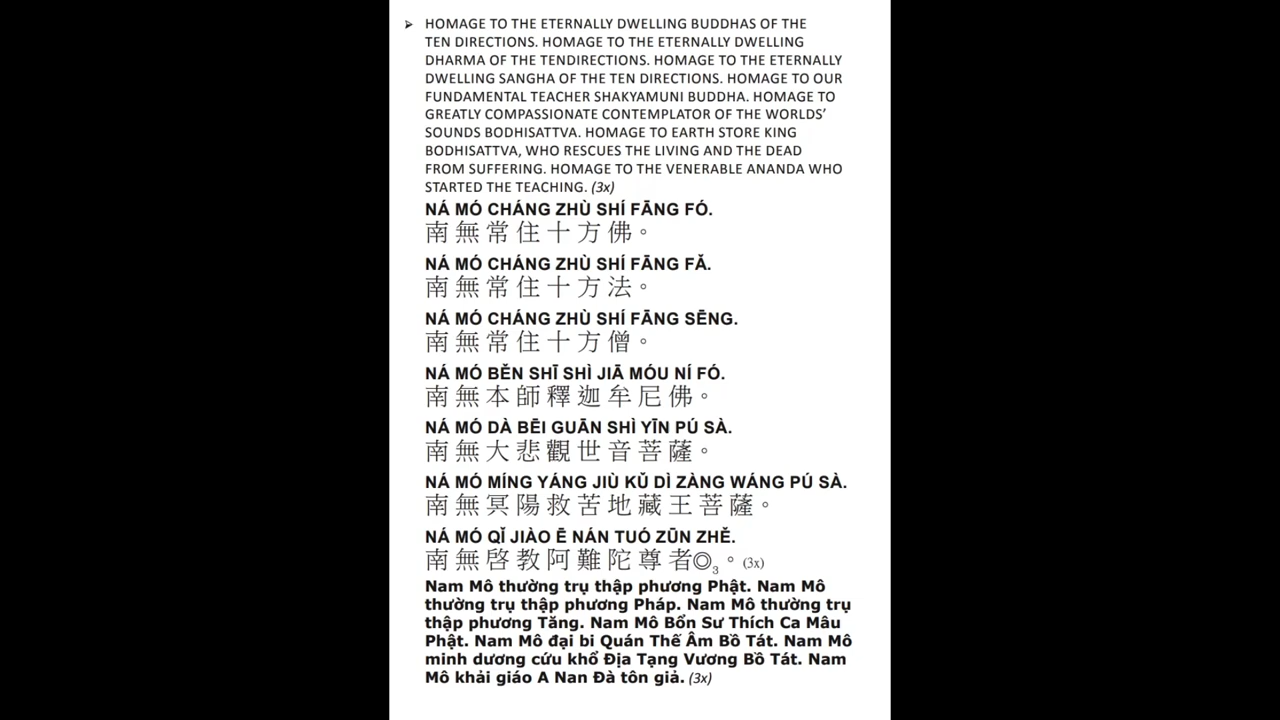 ➢ HOMAGE TO THE ETERNALLY DWELLING BUDDHAS OF THE
TEN DIRECTIONS. HOMAGE TO THE ETERNALLY DWELLING
DHARMA OF THE TENDIRECTIONS. HOMAGE TO THE ETERNALLY
DWELLING SANGHA OF THE TEN DIRECTIONS. HOMAGE TO OUR
FUNDAMENTAL TEACHER SHAKYAMUNI BUDDHA. HOMAGE TO
GREATLY COMPASSIONATE CONTEMPLATOR OF THE WORLDS’
SOUNDS BODHISATTVA. HOMAGE TO EARTH STORE KING
BODHISATTVA, WHO RESCUES THE LIVING AND THE DEAD
FROM SUFFERING. HOMAGE TO THE VENERABLE ANANDA WHO
STARTED THE TEACHING. (3x)
NÁ MÓ CHÁNG ZHÙ SHÍ FĀNG FÓ.
南無常住十方佛。
NÁ MÓ CHÁNG ZHÙ SHÍ FĀNG FǍ.
南無常住十方法。
NÁ MÓ CHÁNG ZHÙ SHÍ FĀNG SĒNG.
南無常住十方僧。
NÁ MÓ BĚN SHĪ SHÌ JIĀ MÓU NÍ FÓ.
南無本師釋迦牟尼佛。
NÁ MÓ DÀ BĒI GUĀN SHÌ YĪN PÚ SÀ.
南無大悲觀世音菩薩。
NÁ MÓ MÍNG YÁNG JIÙ KǓ DÌ ZÀNG WÁNG PÚ SÀ.
南無冥陽救苦地藏王菩薩。
NÁ MÓ QǏ JIÀO Ē NÁN TUÓ ZŪN ZHĚ.
南無啓教阿難陀尊者◎3。(3x)
Nam Mô thường trụ thập phương Phật. Nam Mô
thường trụ thập phương Pháp. Nam Mô thường trụ
thập phương Tăng. Nam Mô Bổn Sư Thích Ca Mâu
Phật. Nam Mô đại bi Quán Thế Âm Bồ Tát. Nam Mô
minh dương cứu khổ Địa Tạng Vương Bồ Tát. Nam
Mô khải giáo A Nan Đà tôn giả. (3x)